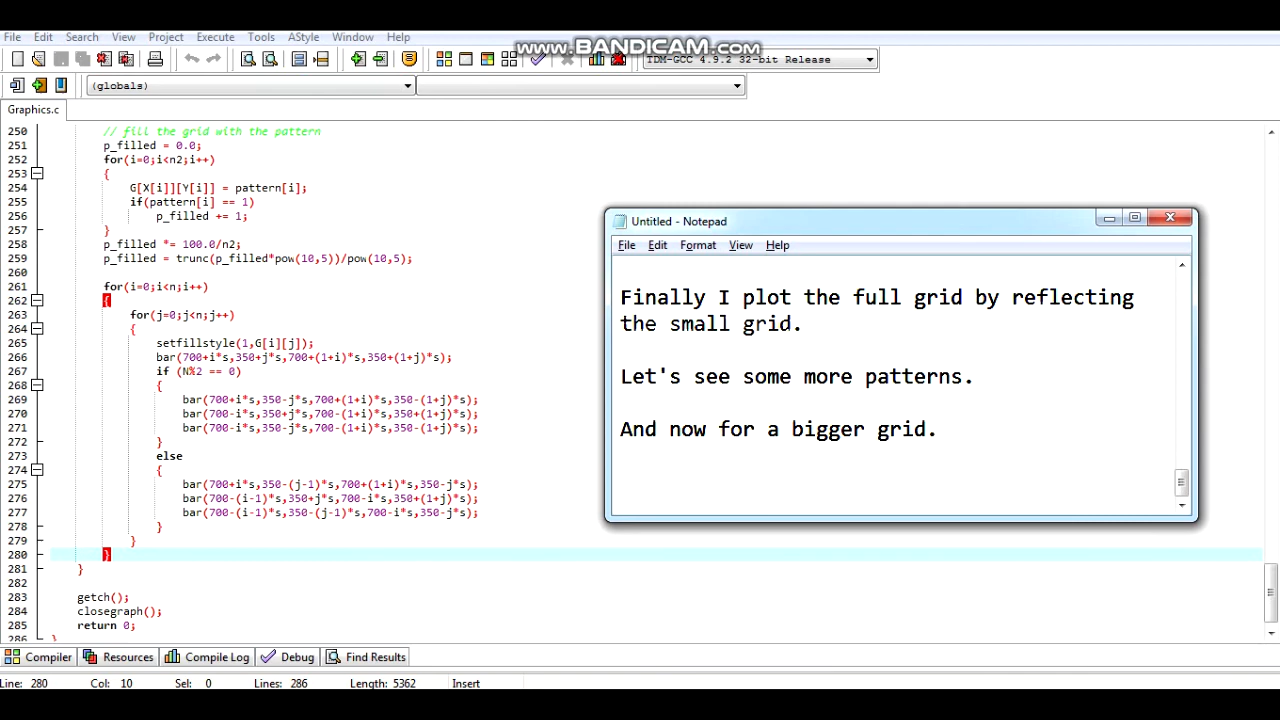 www.BANDICAM.com
File Edit Search View Project Execute Tools AStyle Window Help
TDM-GCC 4.9.2 32-bit Release
(globals)
Graphics.c
250 // fill the grid with the pattern
251 p_filled = 0.0;
252 for(i=0;i<n2;i++)
253 {
254 G[X[i]][Y[i]] = pattern[i];
255 if(pattern[i] == 1)
256 p_filled += 1;
257 }
258 p_filled *= 100.0/n2;
259 p_filled = trunc(p_filled*pow(10,5))/pow(10,5);
260
261 for(i=0;i<n;i++)
262 {
263 for(j=0;j<n;j++)
264 {
265 setfillstyle(1,G[i][j]);
266 bar(700+i*s,350+j*s,700+(1+i)*s,350+(1+j)*s);
267 if (N%2 == 0)
268 {
269 bar(700+i*s,350-j*s,700+(1+i)*s,350-(1+j)*s);
270 bar(700-i*s,350+j*s,700-(1+i)*s,350+(1+j)*s);
271 bar(700-i*s,350-j*s,700-(1+i)*s,350-(1+j)*s);
272 }
273 else
274 {
275 bar(700+i*s,350-(j-1)*s,700+(1+i)*s,350-j*s);
276 bar(700-(i-1)*s,350+j*s,700-i*s,350+(1+j)*s);
277 bar(700-(i-1)*s,350-(j-1)*s,700-i*s,350-j*s);
278 }
279 }
280 }
281 }
282
283 getch();
284 closegraph();
285 return 0;
286 }
Untitled - Notepad
File Edit Format View Help
Finally I plot the full grid by reflecting
the small grid.
Let's see some more patterns.
And now for a bigger grid.
Compiler Resources Compile Log Debug Find Results
Line: 280 Col: 10 Sel: 0 Lines: 286 Length: 5362 Insert